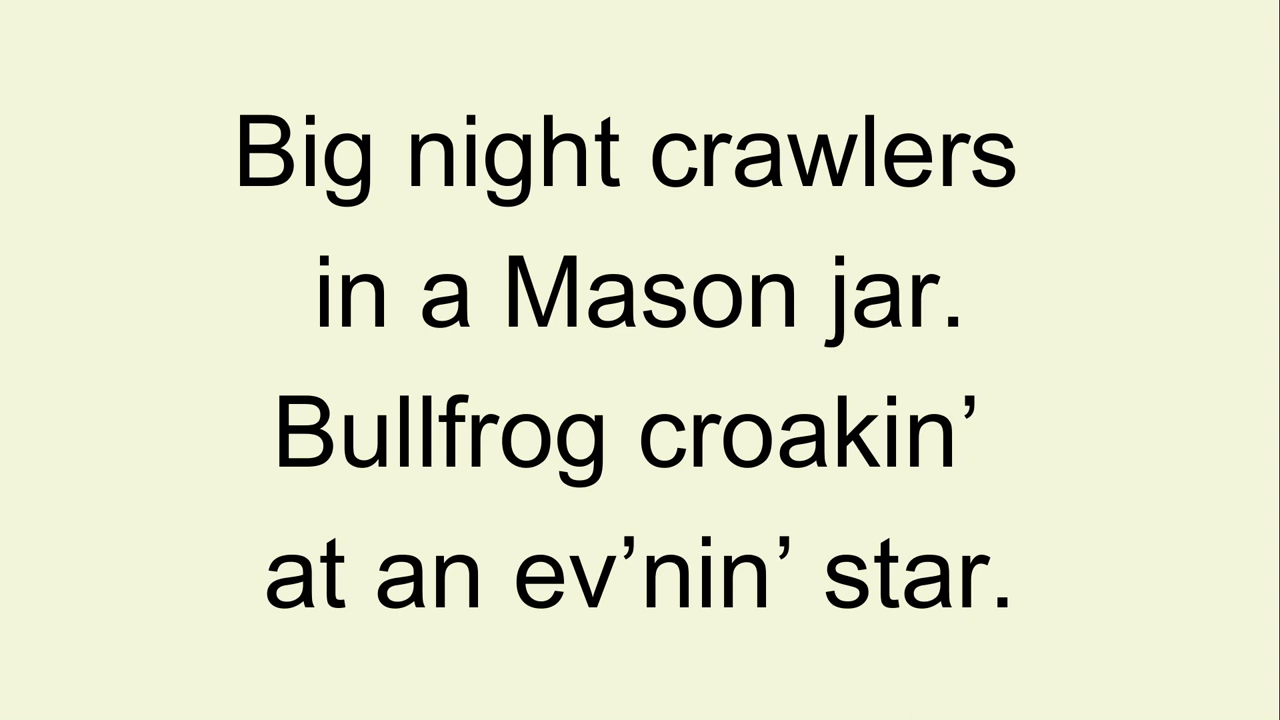 Big night crawlers
in a Mason jar.
Bullfrog croakin’
at an ev’nin’ star.